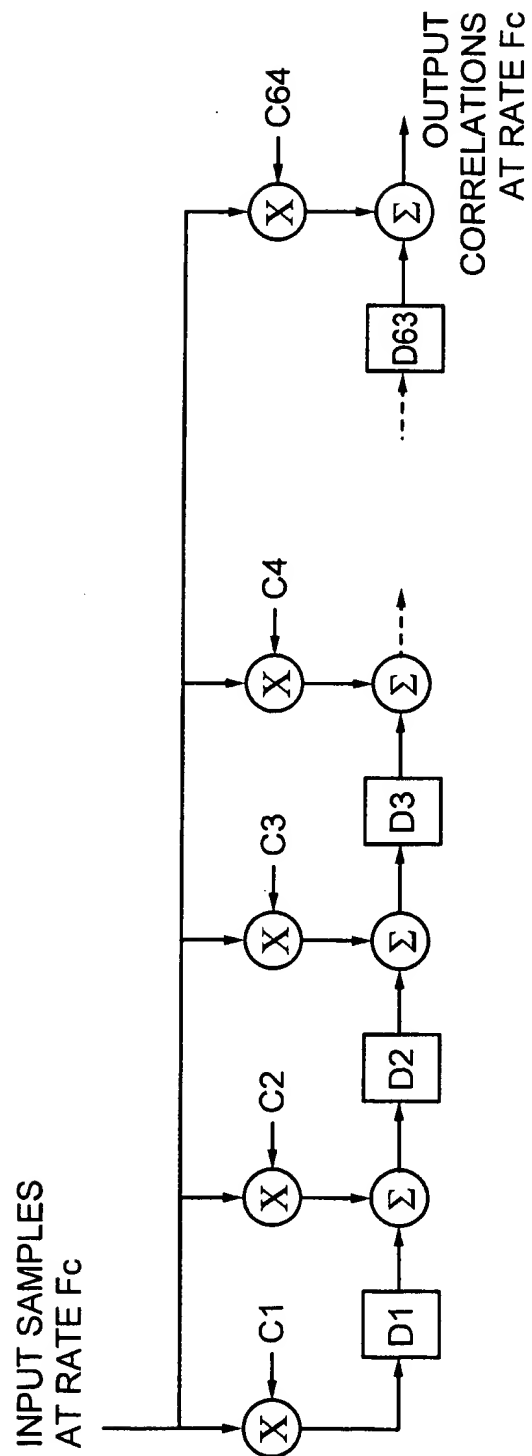 INPUT SAMPLES
AT RATE Fc
C1
C2
C3
C4
C64
X
X
X
X
X
D1
Σ
D2
Σ
D3
Σ
D63
Σ
OUTPUT
CORRELATIONS
AT RATE Fc